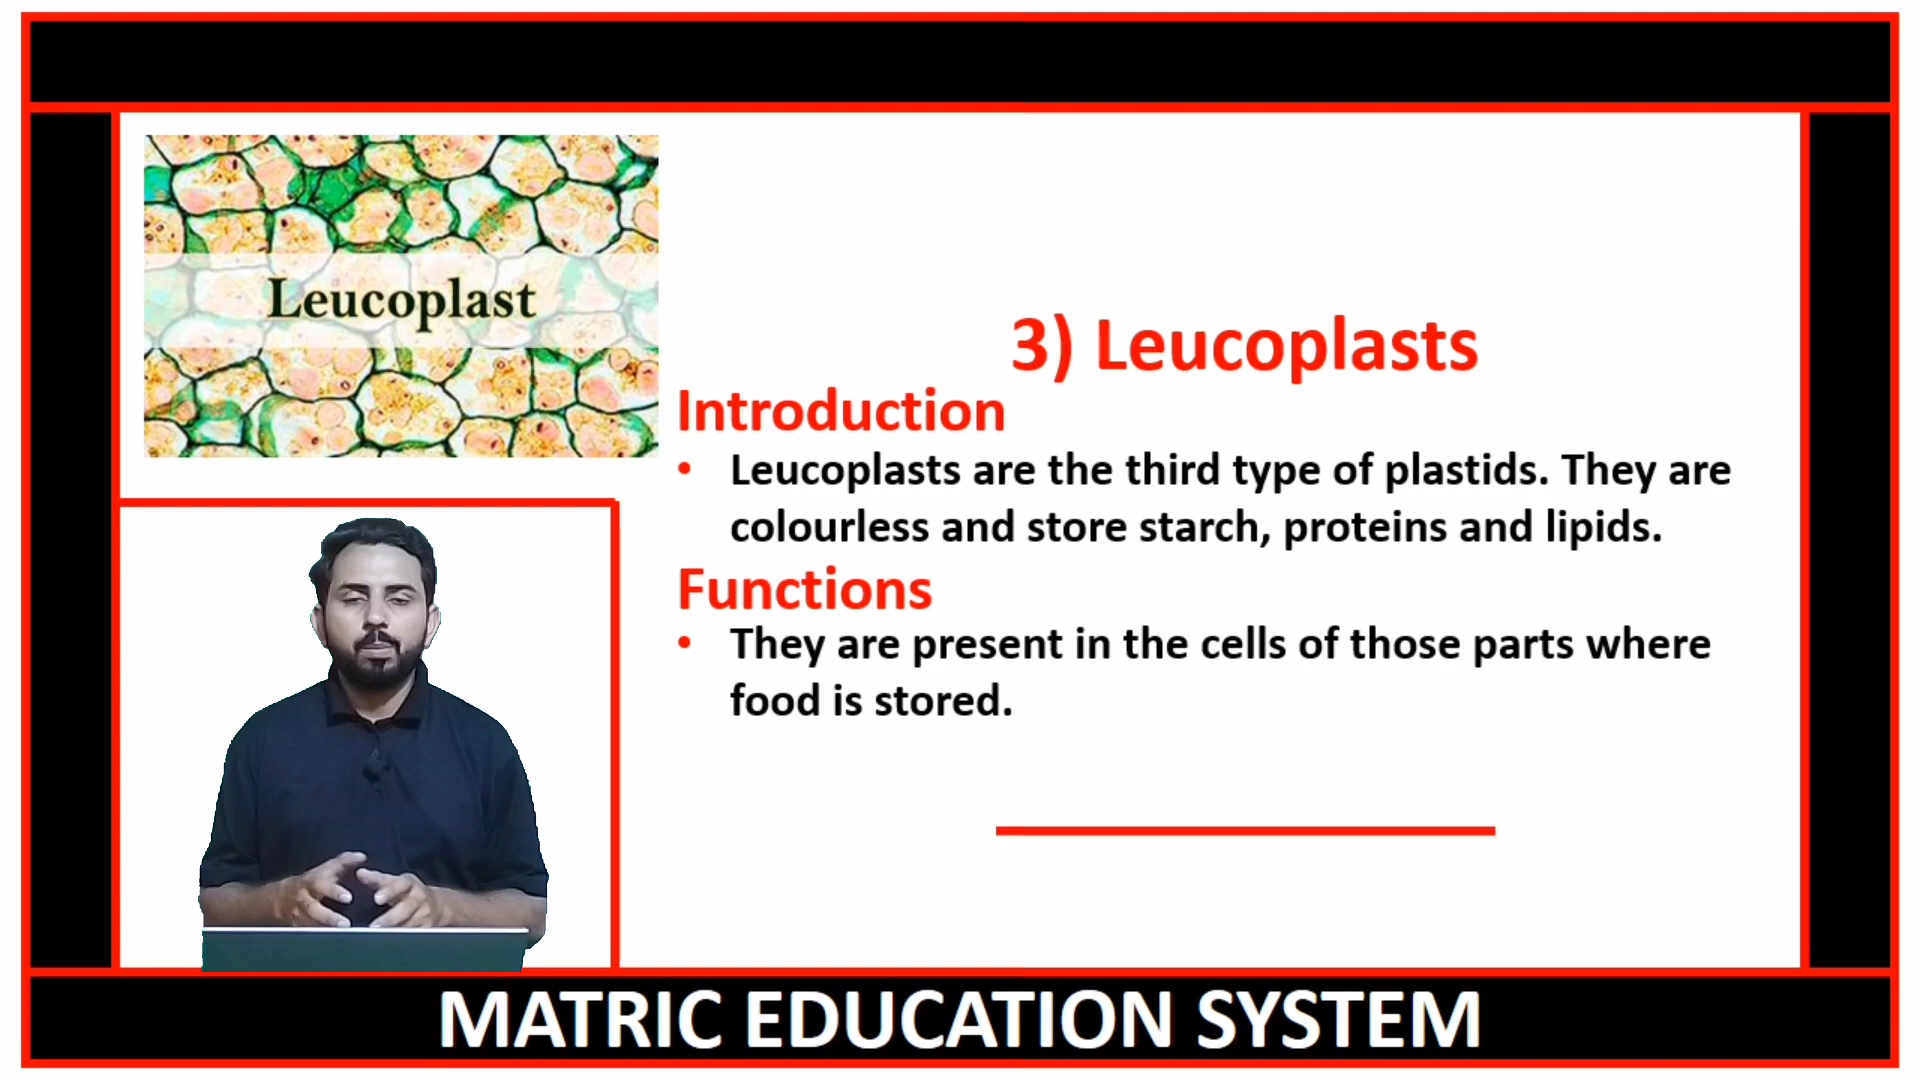 Leucoplast
3) Leucoplasts
Introduction
• Leucoplasts are the third type of plastids. They are
colourless and store starch, proteins and lipids.
Functions
• They are present in the cells of those parts where
food is stored.
MATRIC EDUCATION SYSTEM